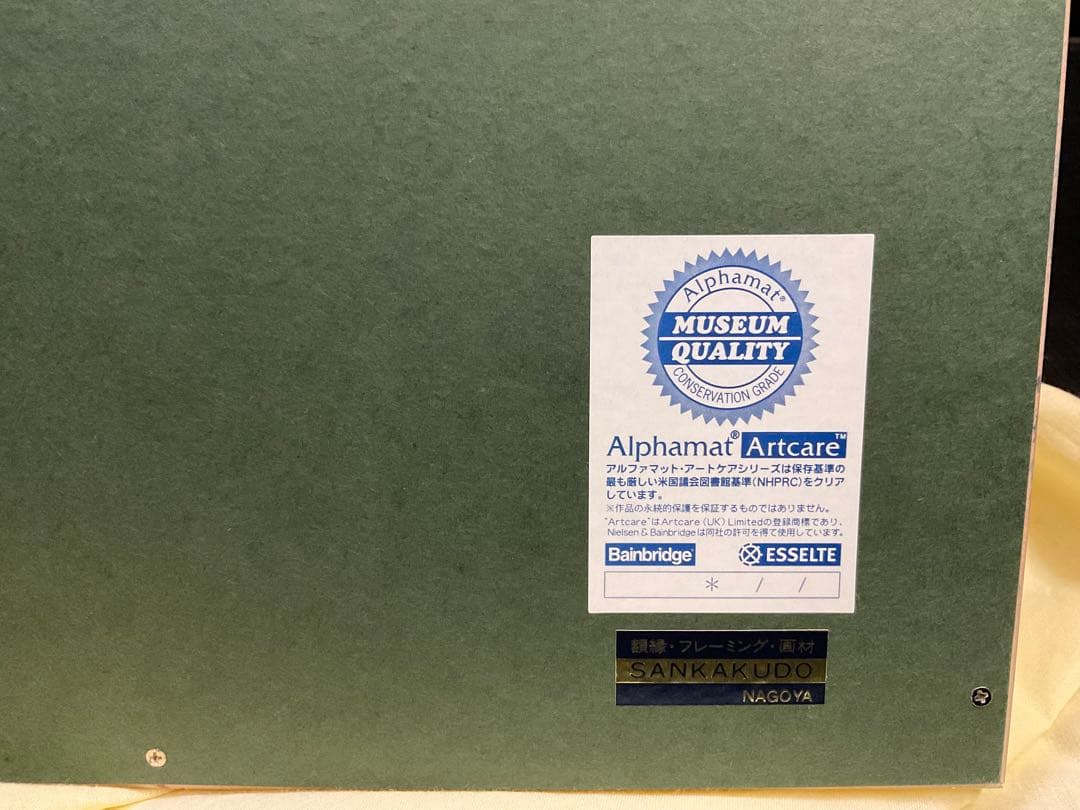 Alphamat®
MUSEUM
QUALITY
CONSERVATION GRADE
Alphamat® Artcare™
アルファマット・アートケアシリーズは保存基準の
最も厳しい米国議会図書館基準(NHPRC)をクリア
しています。
※作品の永続的保護を保証するものではありません。
"Artcare"はArtcare(UK)Limitedの登録商標であり、
Nielsen & Bainbridgeは同社の許可を得て使用しています。
Bainbridge ESSELTE
* / /
額縁・フレーミング・画材
SANKAKUDO
NAGOYA